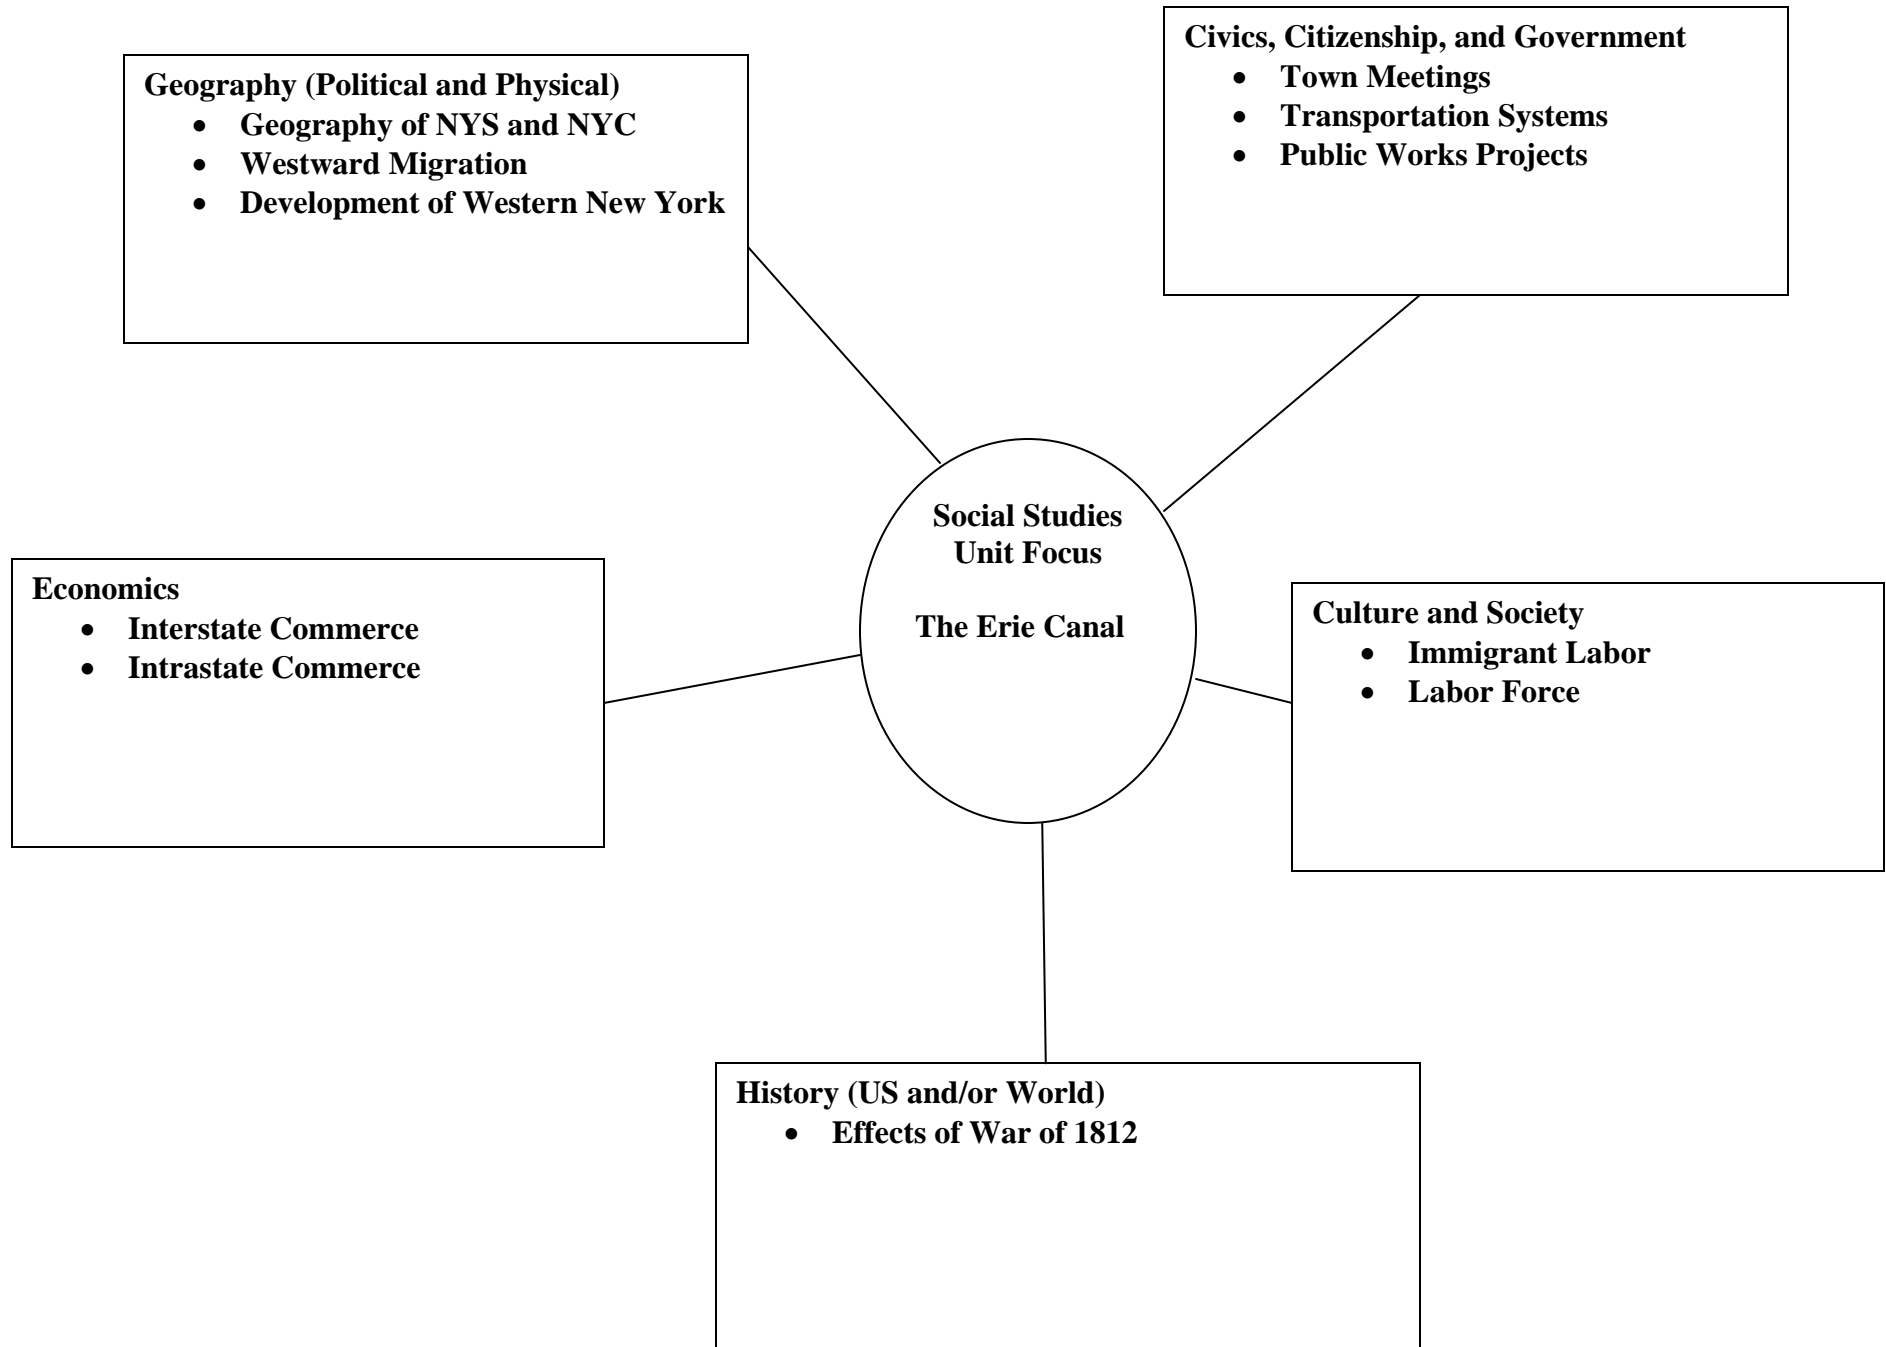 Geography (Political and Physical)
• Geography of NYS and NYC
• Westward Migration
• Development of Western New York
Civics, Citizenship, and Government
• Town Meetings
• Transportation Systems
• Public Works Projects
Social Studies
Unit Focus
The Erie Canal
Economics
• Interstate Commerce
• Intrastate Commerce
Culture and Society
• Immigrant Labor
• Labor Force
History (US and/or World)
• Effects of War of 1812